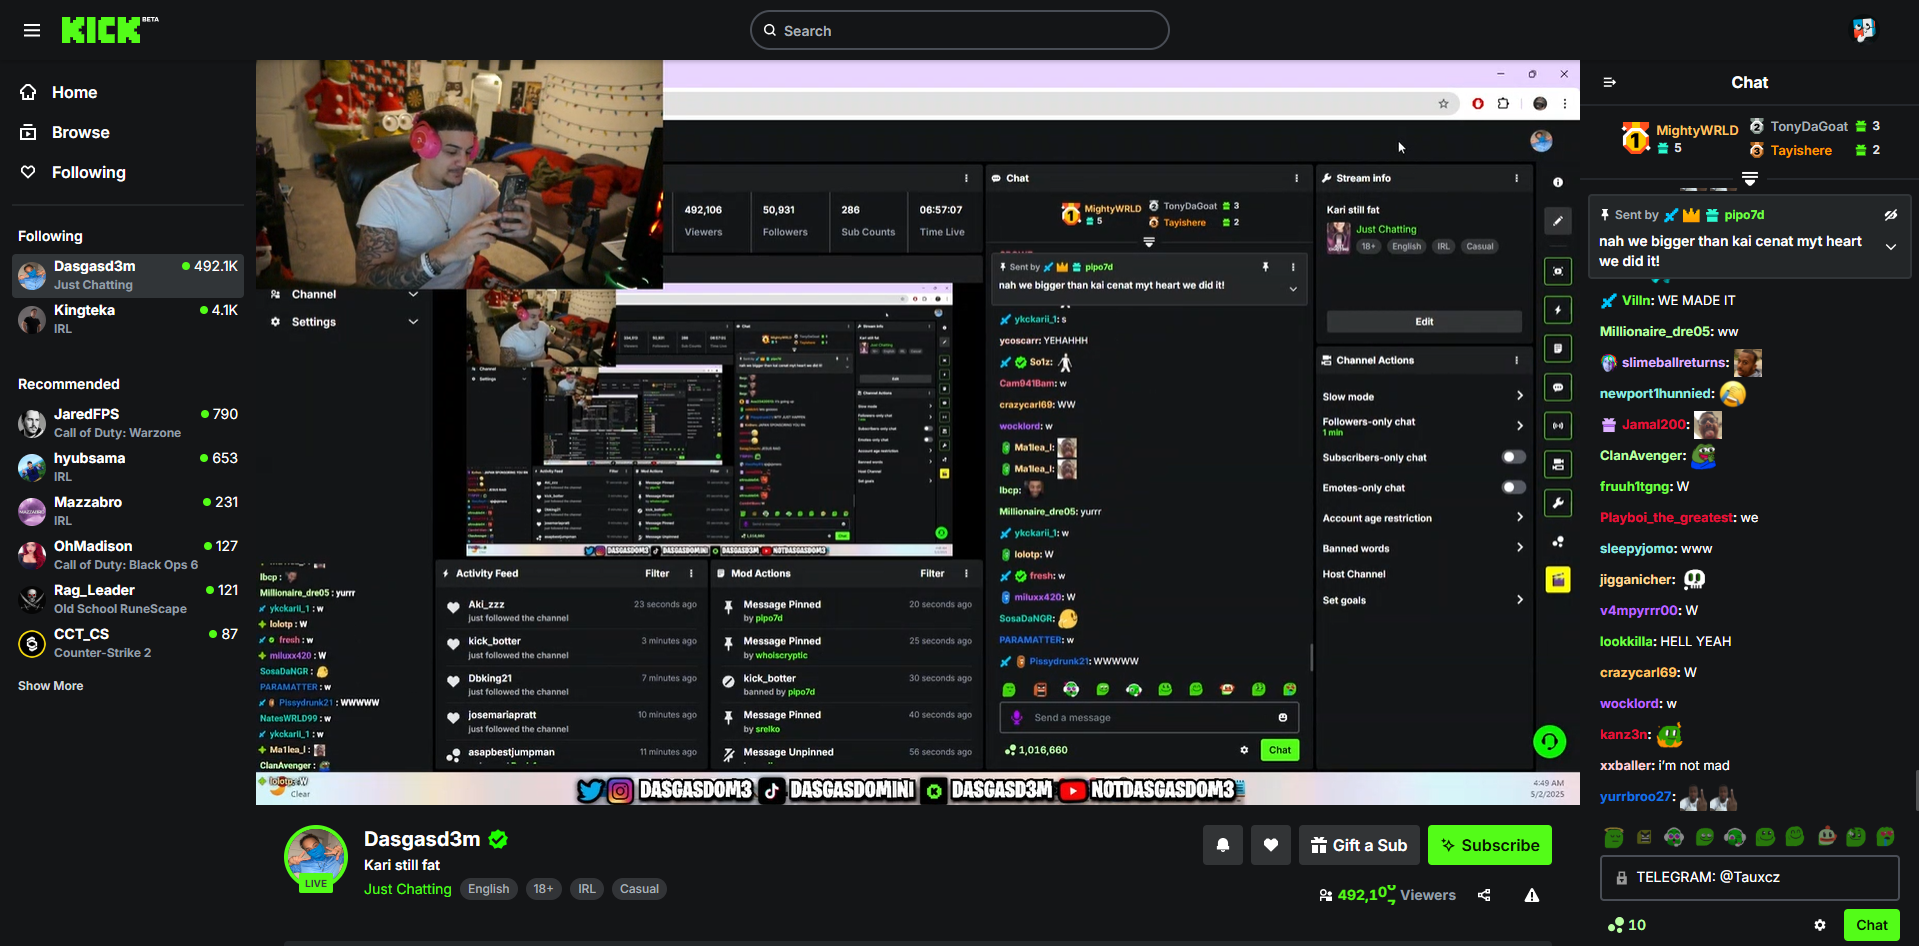 KICK BETA
Search
Home
Browse
Following
Following
Dasgasd3m 492.1K
Just Chatting
Kingteka 4.1K
IRL
Recommended
JaredFPS 790
Call of Duty: Warzone
hyubsama 653
IRL
Mazzabro 231
IRL
OhMadison 127
Call of Duty: Black Ops 6
Rag_Leader 121
Old School RuneScape
CCT_CS 87
Counter-Strike 2
Show More
492,106
Viewers
50,931
Followers
286
Sub Counts
06:57:07
Time Live
Channel
Settings
Chat
MightyWRLD
5
TonyDaGoat 3
Tayishere 2
Sent by pipo7d
nah we bigger than kai cenat myt heart we did it!
ykckarii_1: s
ycoscarr: YEHAHHH
So1z:
Cam941Bam: w
crazycarl69: WW
wocklord: w
Ma1lea_l:
Ma1lea_l:
lbcp:
Millionaire_dre05: yurrr
ykckarii_1: w
lolotp: W
fresh: w
miluxx420: W
SosaDaNGR:
PARAMATTER: w
Pissydrunk21: WWWWW
Send a message
1,016,660
Chat
Stream info
Kari still fat
Just Chatting
18+ English IRL Casual
Edit
Channel Actions
Slow mode
Followers-only chat
1 min
Subscribers-only chat
Emotes-only chat
Account age restriction
Banned words
Host Channel
Set goals
lbcp :
Millionaire_dre05 : yurrr
ykckarii_1 : w
lolotp : w
fresh : w
miluxx420 : W
SosaDaNGR :
PARAMATTER : w
Pissydrunk21 : WWWWW
NatesWRLD99 : w
ykckarii_1 : w
Ma1lea_l :
ClanAvenger :
lolotp : W
Clear
Activity Feed Filter
Aki_zzz 23 seconds ago
just followed the channel
kick_botter 3 minutes ago
just followed the channel
Dbking21 7 minutes ago
just followed the channel
josemariapratt 10 minutes ago
just followed the channel
asapbestjumpman 11 minutes ago
Mod Actions Filter
Message Pinned 20 seconds ago
by pipo7d
Message Pinned 25 seconds ago
by whoiscryptic
kick_botter 30 seconds ago
banned by pipo7d
Message Pinned 40 seconds ago
by srelko
Message Unpinned 56 seconds ago
DASGASDOM3 DASGASDOMINI DASGASD3M NOTDASGASDOM3
4:49 AM
5/2/2025
Dasgasd3m
LIVE
Kari still fat
Just Chatting English 18+ IRL Casual
Gift a Sub
Subscribe
Viewers
Chat
MightyWRLD
5
TonyDaGoat 3
Tayishere 2
Sent by pipo7d
nah we bigger than kai cenat myt heart
we did it!
Villn: WE MADE IT
Millionaire_dre05: ww
slimeballreturns:
newport1hunnied:
Jamal200:
ClanAvenger:
fruuh1tgng: W
Playboi_the_greatest: we
sleepyjomo: www
jigganicher:
v4mpyrrr00: W
lookkilla: HELL YEAH
crazycarl69: W
wocklord: w
kanz3n:
xxballer: i'm not mad
yurrbroo27:
TELEGRAM: @Tauxcz
10
Chat